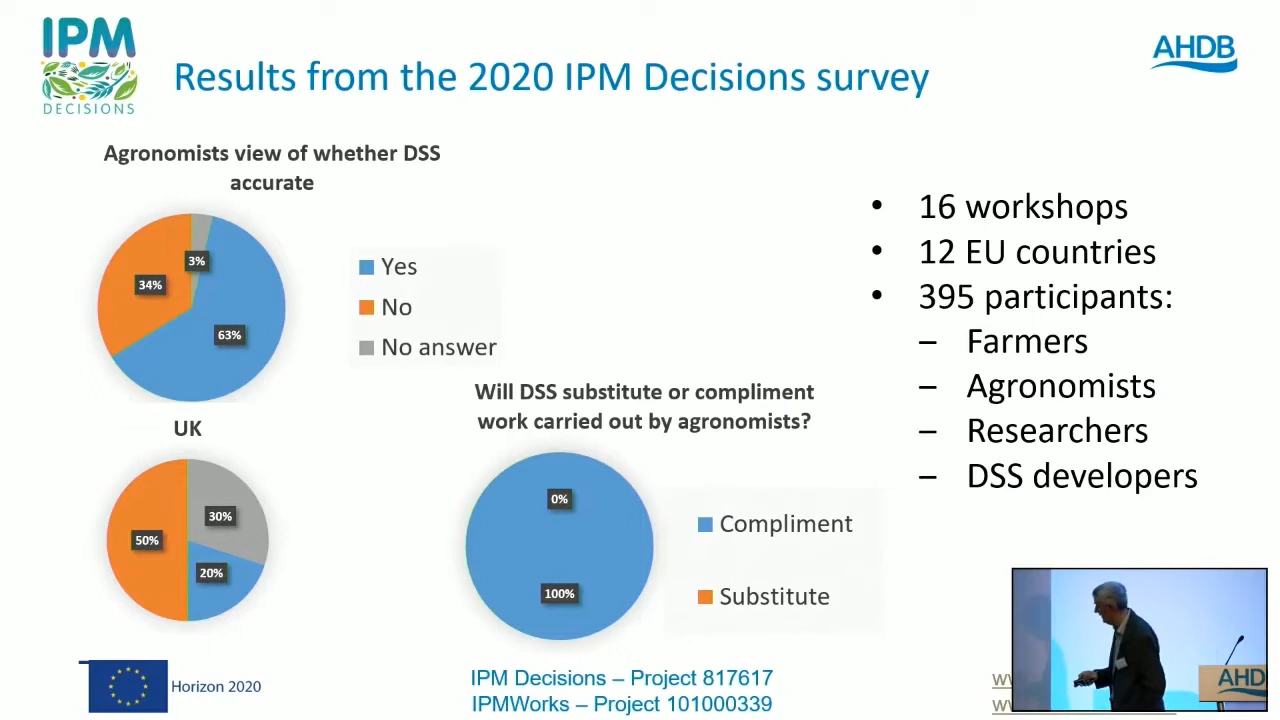 IPM
DECISIONS
Results from the 2020 IPM Decisions survey
AHDB
Agronomists view of whether DSS
accurate
3%
34%
63%
Yes
No
No answer
UK
30%
50%
20%
Will DSS substitute or compliment
work carried out by agronomists?
0%
100%
Compliment
Substitute
• 16 workshops
• 12 EU countries
• 395 participants:
– Farmers
– Agronomists
– Researchers
– DSS developers
Horizon 2020
IPM Decisions – Project 817617
IPMWorks – Project 101000339
AHD